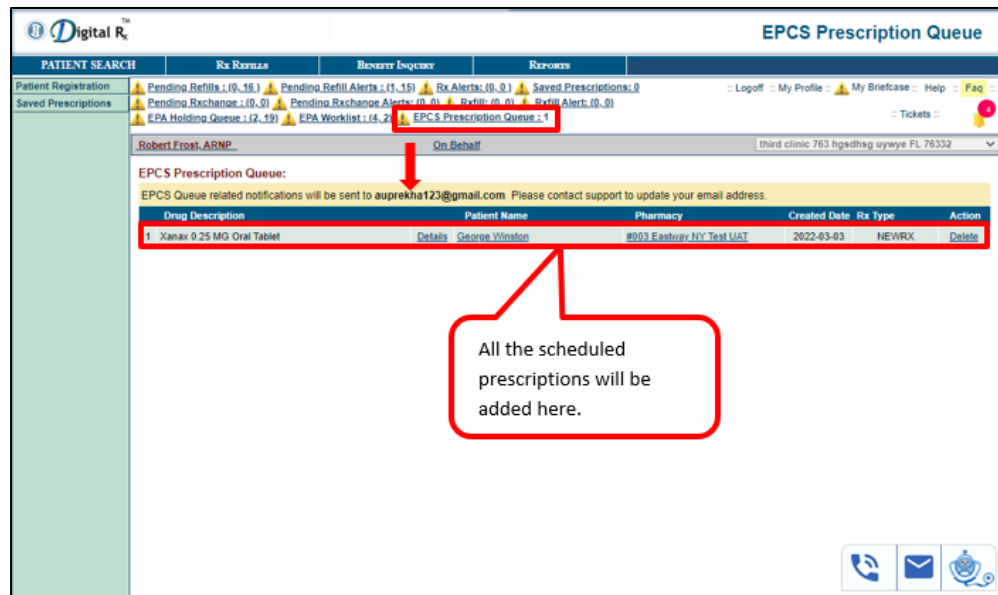 Digital Rx TM
EPCS Prescription Queue
PATIENT SEARCH RX REFILLS BENEFIT INQUIRY REPORTS
Patient Registration
Saved Prescriptions
Pending Refills : (0, 16 ) Pending Refill Alerts : (1, 15) Rx Alerts: (0, 0 ) Saved Prescriptions: 0
Pending Rxchange : (0, 0) Pending Rxchange Alerts: (0, 0) Rxfill: (0, 0) Rxfill Alert: (0, 0)
EPA Holding Queue : (2, 19) EPA Worklist : (4, 2) EPCS Prescription Queue : 1
:: Logoff :: My Profile :: My Briefcase :: Help :: Faq ::
:: Tickets ::
4
Robert Frost, ARNP On Behalf third clinic 763 hgsdhsg uywye FL 76332
EPCS Prescription Queue:
EPCS Queue related notifications will be sent to auprekha123@gmail.com Please contact support to update your email address.
Drug Description Patient Name Pharmacy Created Date Rx Type Action
1 Xanax 0.25 MG Oral Tablet Details George Winston #003 Eastway NY Test UAT 2022-03-03 NEWRX Delete
All the scheduled
prescriptions will be
added here.